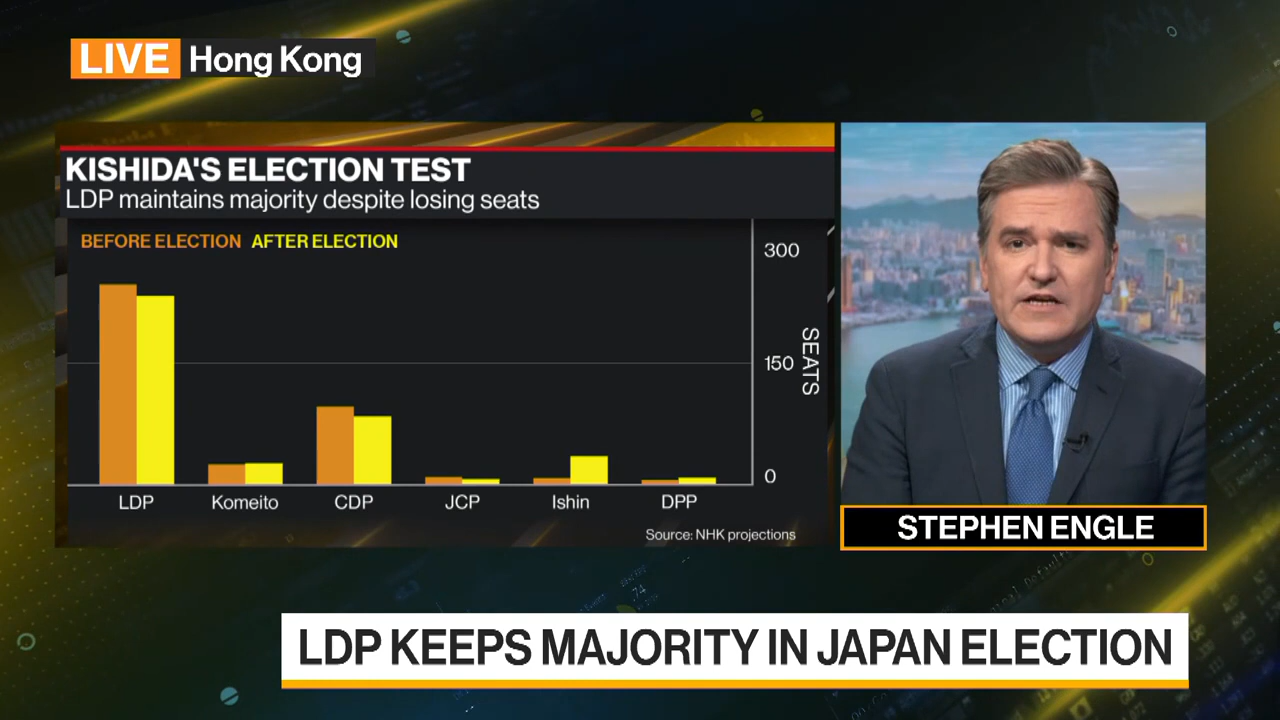 LIVE Hong Kong
KISHIDA'S ELECTION TEST
LDP maintains majority despite losing seats
BEFORE ELECTION AFTER ELECTION
300
150
0
SEATS
LDP Komeito CDP JCP Ishin DPP
Source: NHK projections
STEPHEN ENGLE
LDP KEEPS MAJORITY IN JAPAN ELECTION